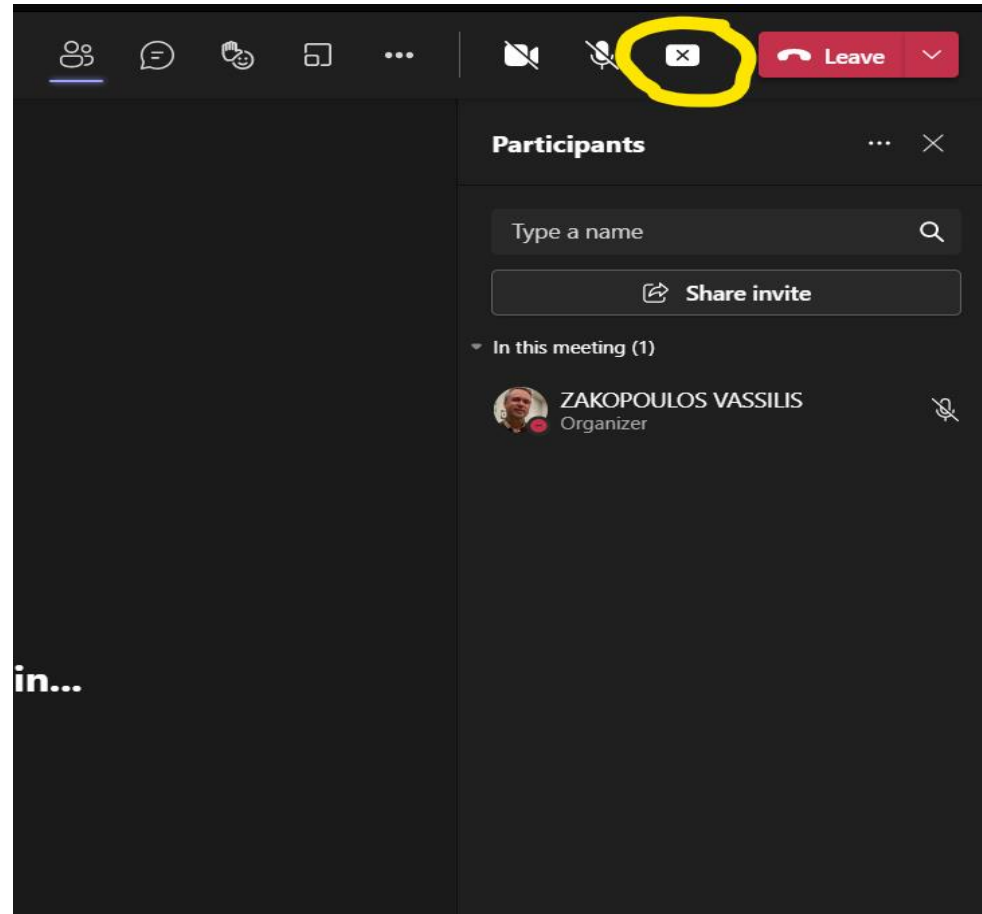 Leave
Participants
Type a name
Share invite
In this meeting (1)
ZAKOPOULOS VASSILIS
Organizer
in...